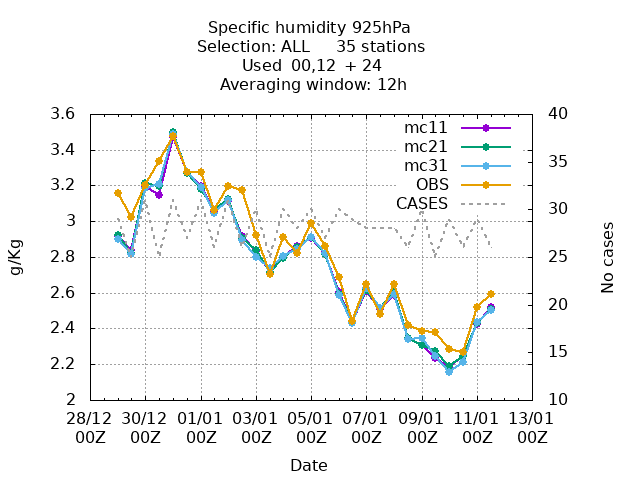 Specific humidity 925hPa
Selection: ALL 35 stations
Used 00,12 + 24
Averaging window: 12h
3.6
3.4
3.2
3
2.8
2.6
2.4
2.2
2
g/Kg
40
35
30
25
20
15
10
No cases
mc11
mc21
mc31
OBS
CASES
28/12 30/12 01/01 03/01 05/01 07/01 09/01 11/01 13/01
00Z 00Z 00Z 00Z 00Z 00Z 00Z 00Z 00Z
Date